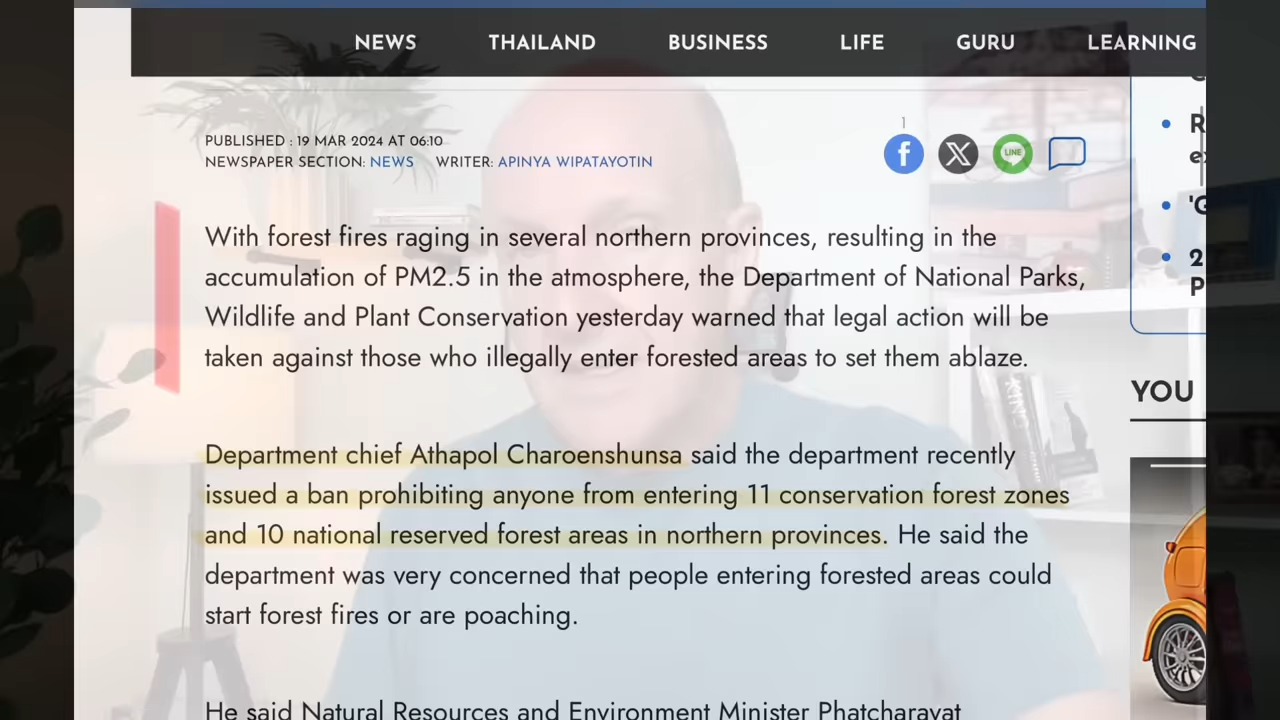 NEWS THAILAND BUSINESS LIFE GURU LEARNING
PUBLISHED : 19 MAR 2024 AT 06:10
NEWSPAPER SECTION: NEWS WRITER: APINYA WIPATAYOTIN
1
LINE
With forest fires raging in several northern provinces, resulting in the
accumulation of PM2.5 in the atmosphere, the Department of National Parks,
Wildlife and Plant Conservation yesterday warned that legal action will be
taken against those who illegally enter forested areas to set them ablaze.
Department chief Athapol Charoenshunsa said the department recently
issued a ban prohibiting anyone from entering 11 conservation forest zones
and 10 national reserved forest areas in northern provinces. He said the
department was very concerned that people entering forested areas could
start forest fires or are poaching.
He said Natural Resources and Environment Minister Phatcharavat
YOU